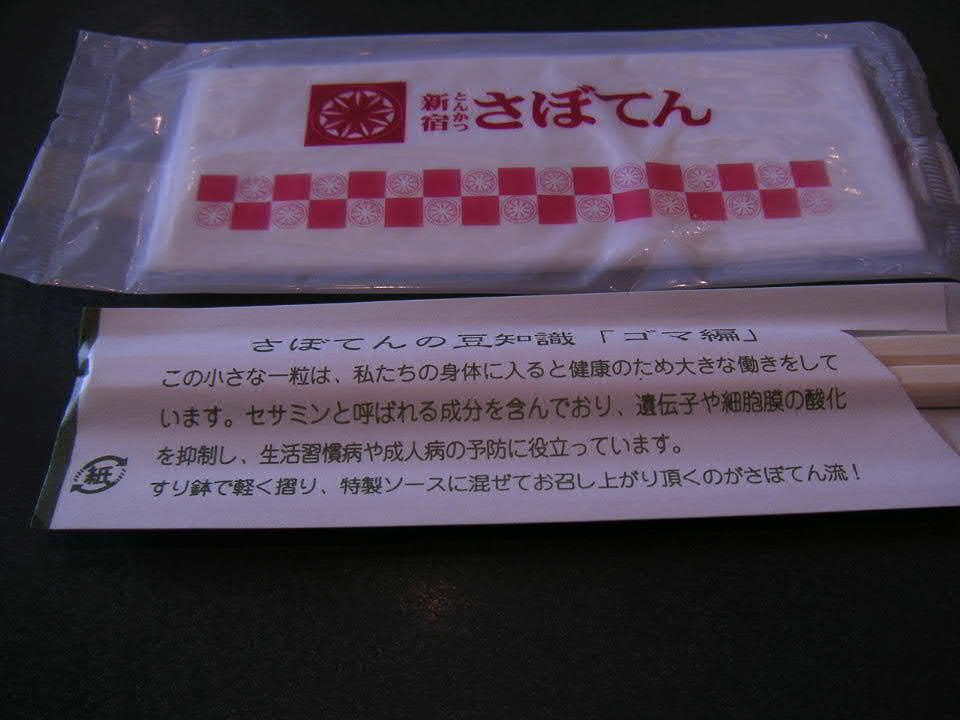 新宿
とんかつ
さぼてん
さぼてんの豆知識「ゴマ編」
この小さな一粒は、私たちの身体に入ると健康のため大きな働きをして
います。セサミンと呼ばれる成分を含んでおり、遺伝子や細胞膜の酸化
を抑制し、生活習慣病や成人病の予防に役立っています。
すり鉢で軽く摺り、特製ソースに混ぜてお召し上がり頂くのがさぼてん流！
紙